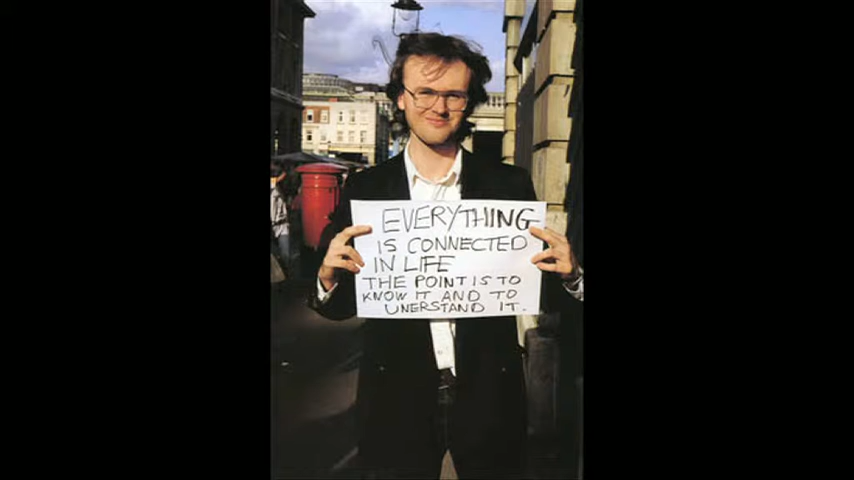 EVERYTHING
IS CONNECTED
IN LIFE
THE POINT IS TO
KNOW IT AND TO
UNERSTAND IT.